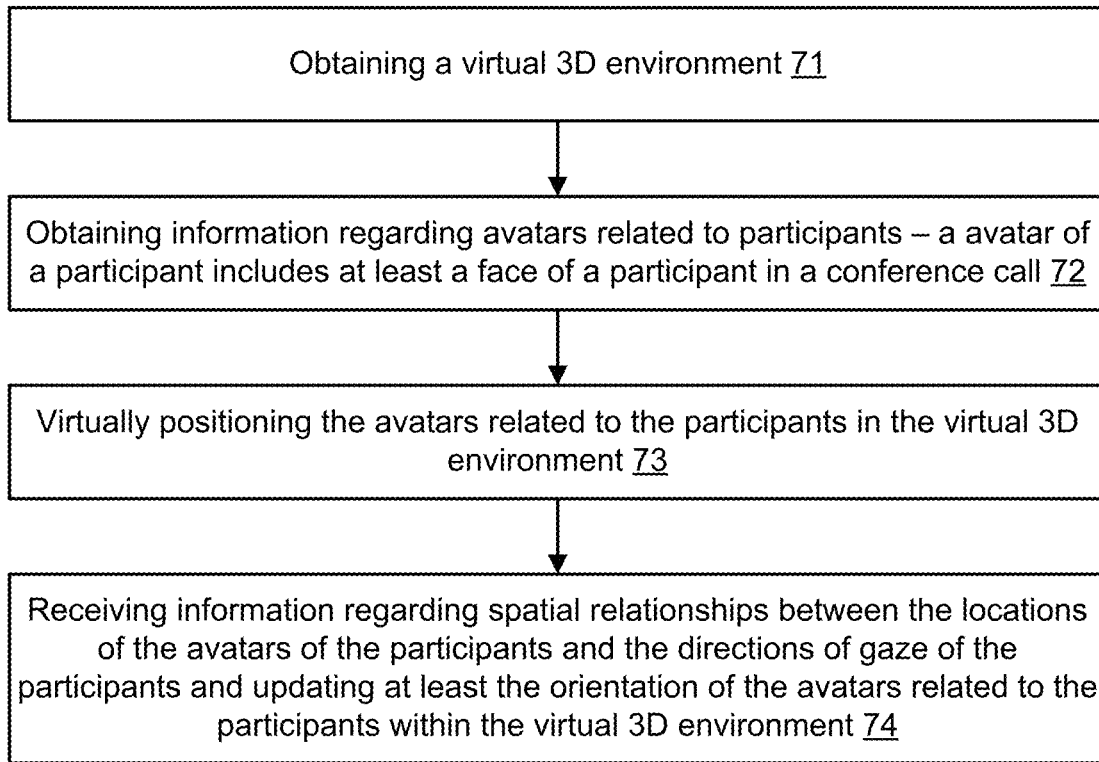 Obtaining a virtual 3D environment 71
Obtaining information regarding avatars related to participants – a avatar of
a participant includes at least a face of a participant in a conference call 72
Virtually positioning the avatars related to the participants in the virtual 3D
environment 73
Receiving information regarding spatial relationships between the locations
of the avatars of the participants and the directions of gaze of the
participants and updating at least the orientation of the avatars related to the
participants within the virtual 3D environment 74